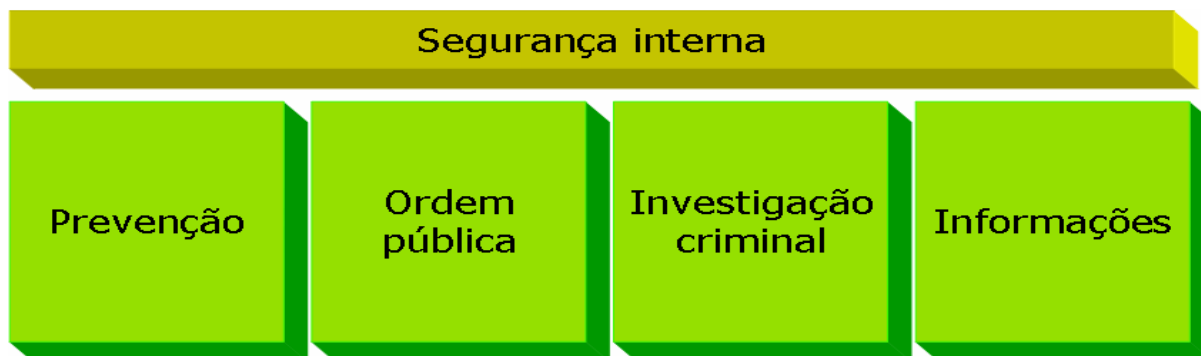 Segurança interna
Prevenção
Ordem
pública
Investigação
criminal
Informações